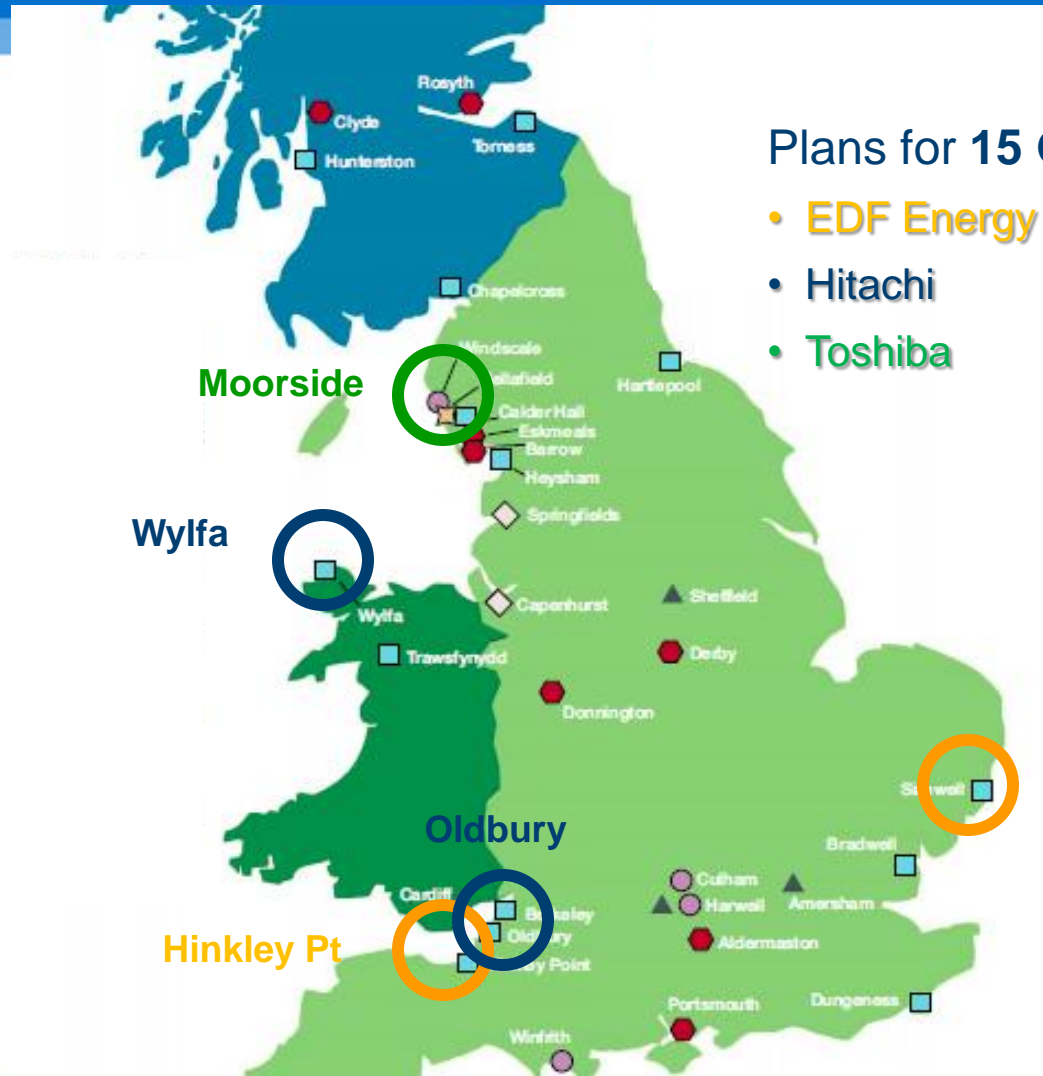 Rosyth
Clyde
Torness
Hunterston
Plans for 15
• EDF Energy
• Hitachi
• Toshiba
Chapelcross
Windscale
Moorside
Hartlepool
Calder Hall
Eskmeals
Barrow
Heysham
Springfields
Wylfa
Capenhurst
Sheffield
Wylfa
Trawsfynydd
Derby
Donnington
Oldbury
Bradwell
Culham
Cardiff
Harwell
Amersham
Hinkley Pt
Aldermaston
Point
Portsmouth
Dungeness
Winfrith